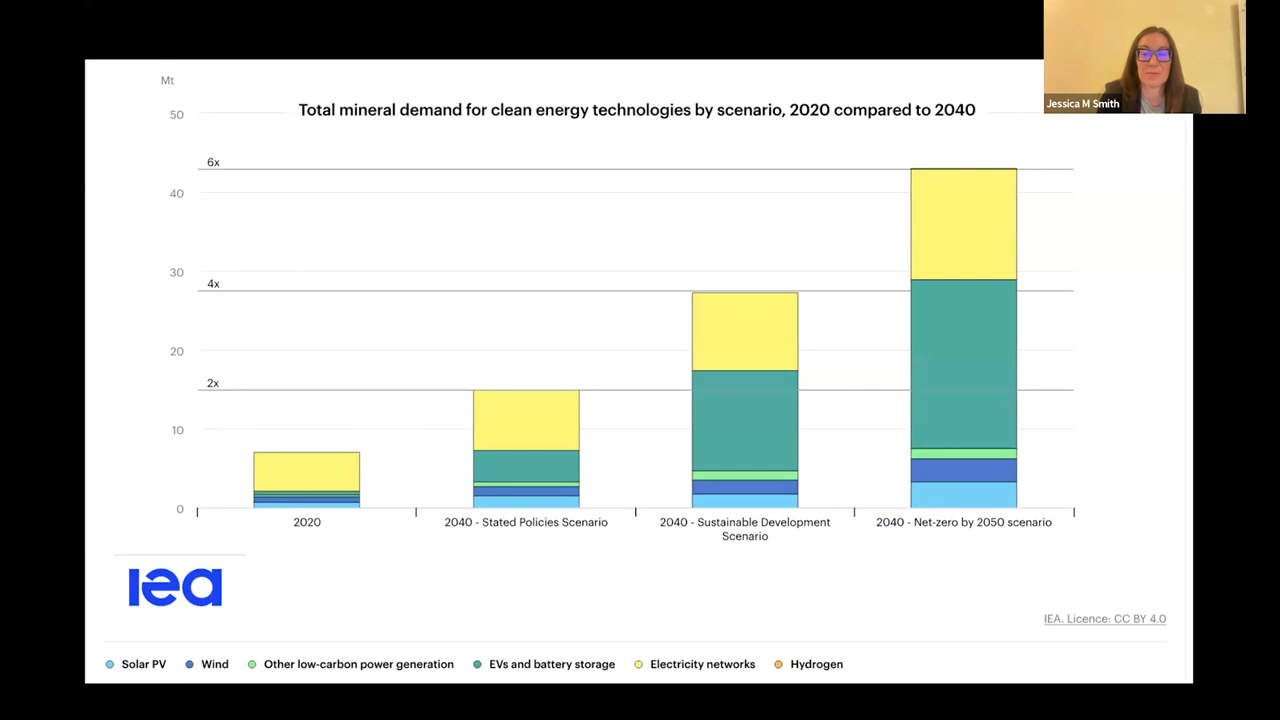 Jessica M Smith
Mt
Total mineral demand for clean energy technologies by scenario, 2020 compared to 2040
50
6x
40
30
4x
20
2x
10
0
2020
2040 - Stated Policies Scenario
2040 - Sustainable Development
Scenario
2040 - Net-zero by 2050 scenario
iea
IEA. Licence: CC BY 4.0
Solar PV
Wind
Other low-carbon power generation
EVs and battery storage
Electricity networks
Hydrogen